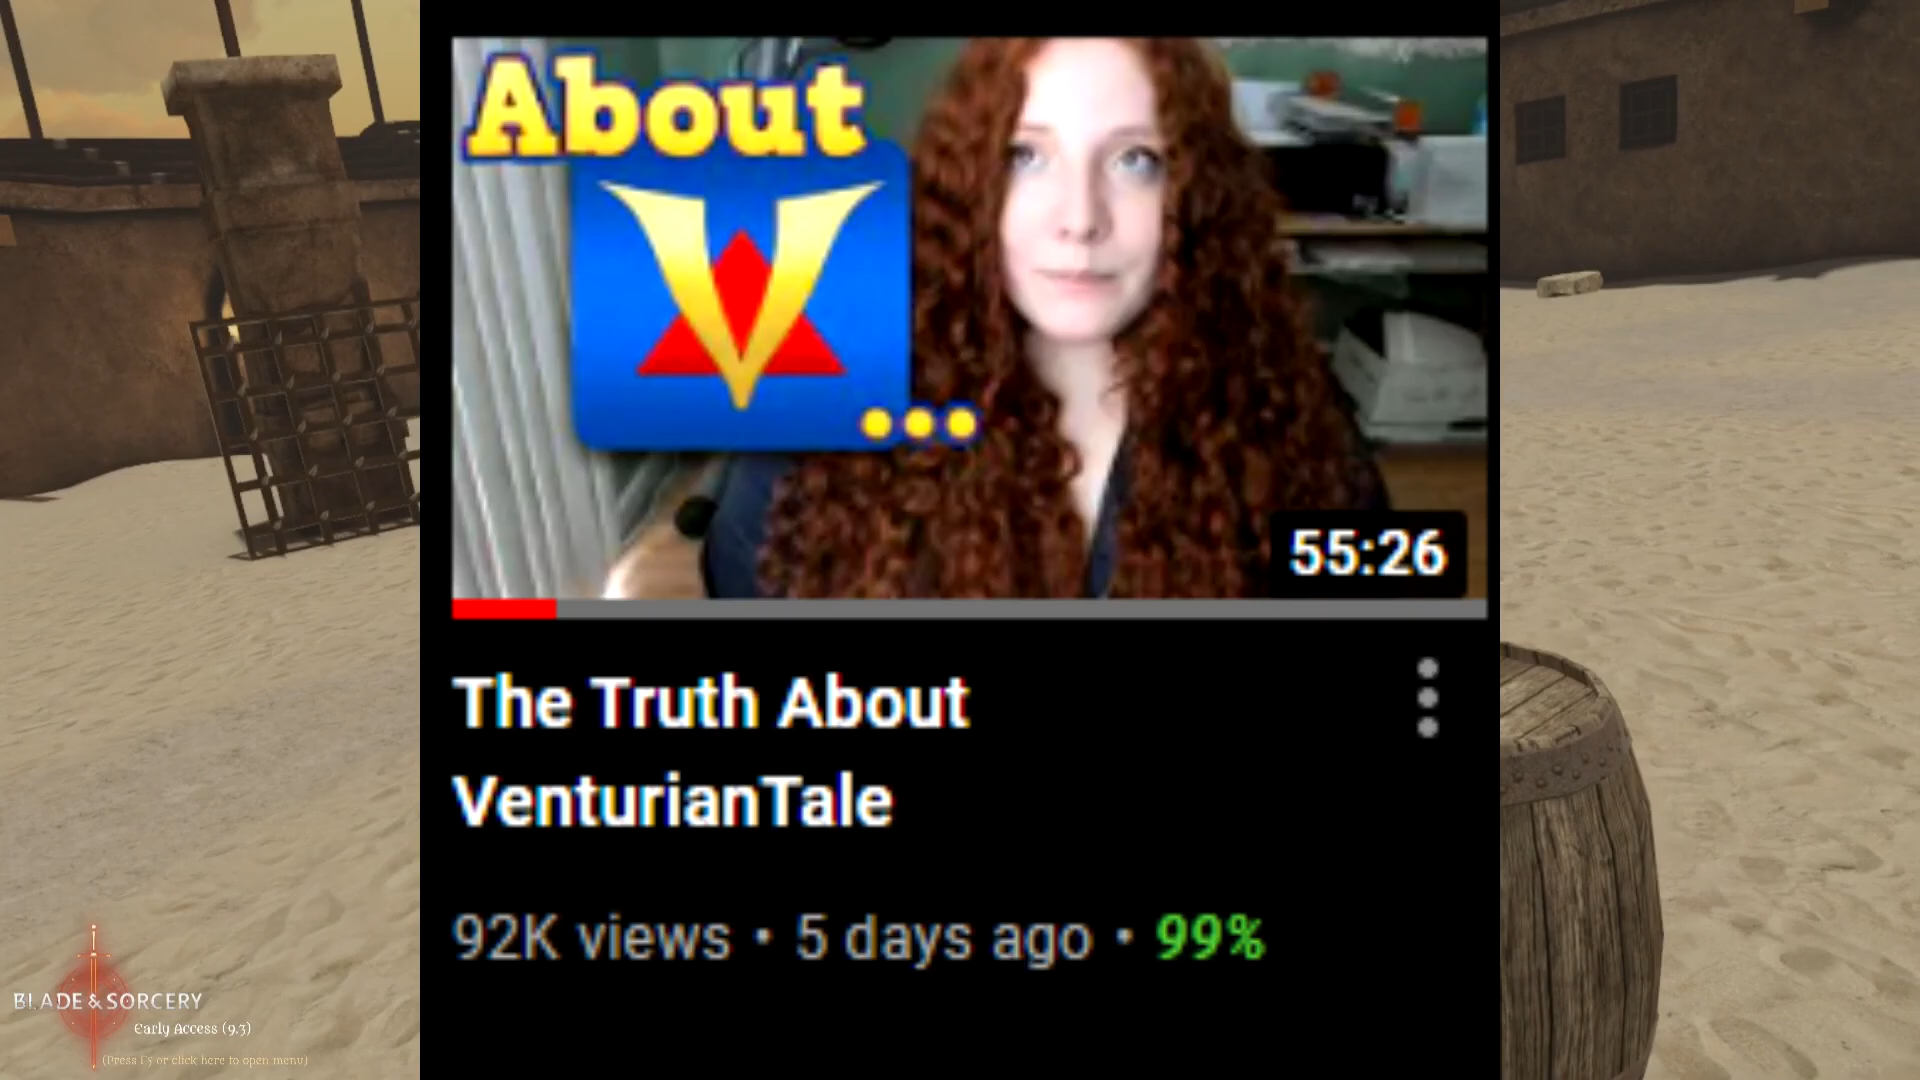 About
V
...
55:26
The Truth About
VenturianTale
92K views • 5 days ago • 99%
BLADE & SORCERY
Early Access (9.3)
(Press F5 or click here to open menu)